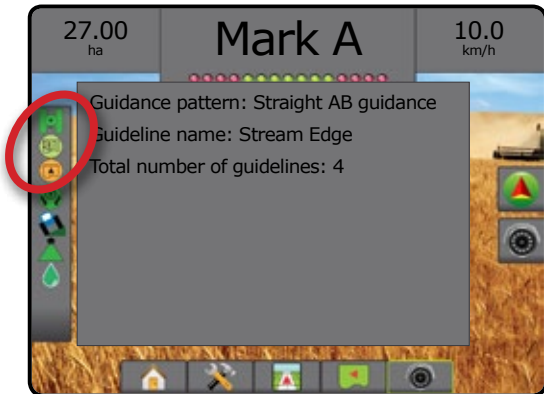 27.00
ha
Mark A
10.0
km/h
Guidance pattern: Straight AB guidance
Guideline name: Stream Edge
Total number of guidelines: 4